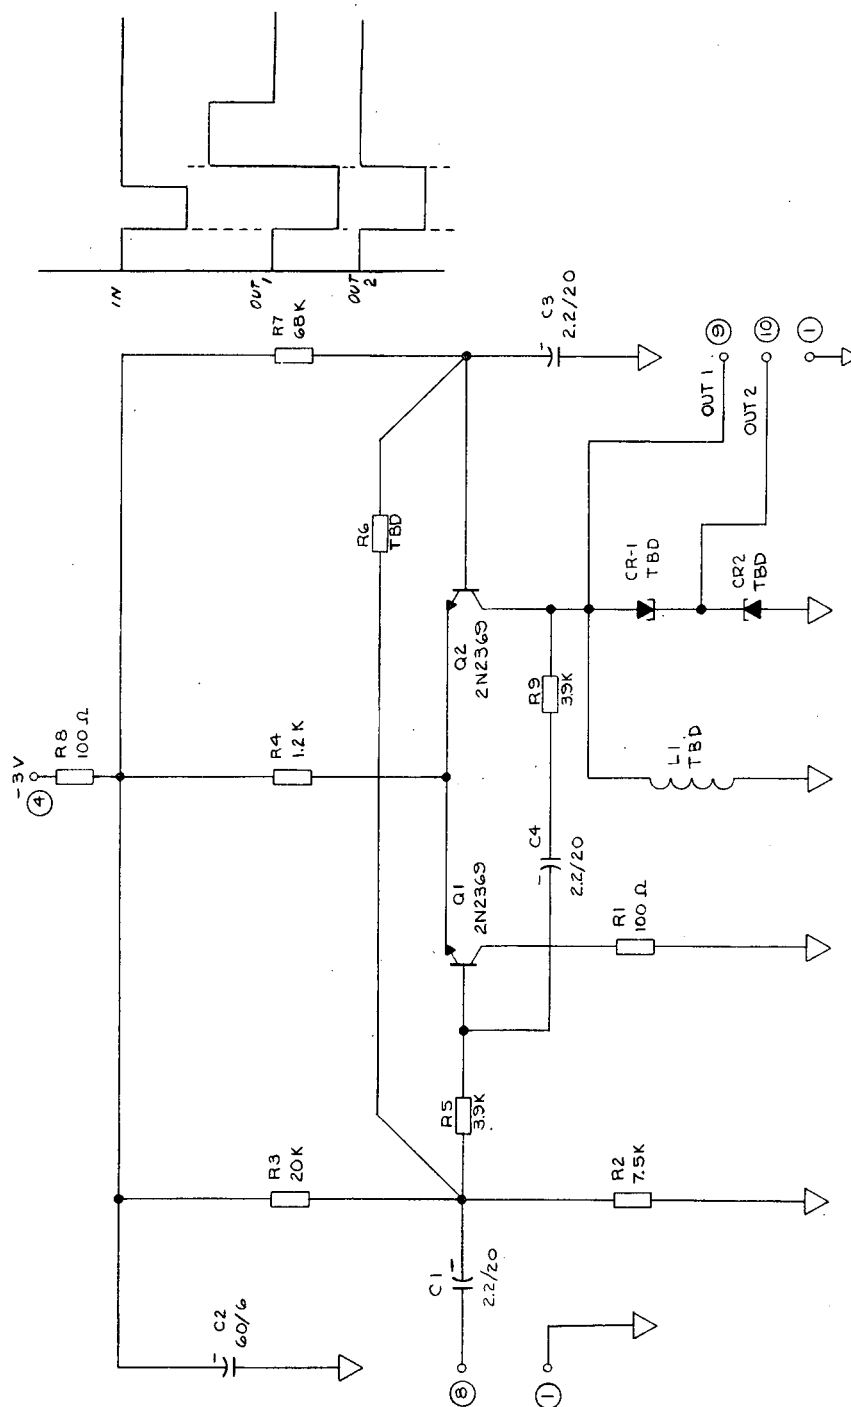 IN
OUT 1
OUT 2
-3V
4
R8
100 Ω
R7
68K
R4
1.2 K
R3
20K
C2
60/6
R6
TBD
C3
2.2/20
9
10
1
OUT 1
OUT 2
CR-1
TBD
CR2
TBD
Q2
2N2369
R9
3.9K
L1
TBD
C4
2.2/20
Q1
2N2369
R1
100 Ω
R5
3.9K
R2
7.5K
C1
2.2/20
8
1